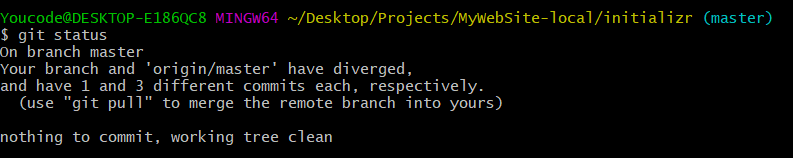 Youcode@DESKTOP-E186QC8 MINGW64 ~/Desktop/Projects/MyWebSite-local/initializr (master)
$ git status
On branch master
Your branch and 'origin/master' have diverged,
and have 1 and 3 different commits each, respectively.
  (use "git pull" to merge the remote branch into yours)

nothing to commit, working tree clean